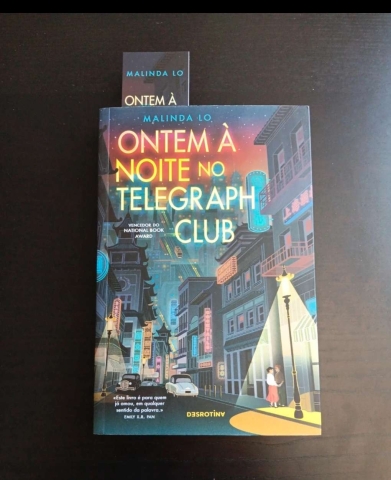 MALINDA LO
ONTEM À
MALINDA LO
ONTEM À
NOITE NO
TELEGRAPH
CLUB
VENCEDOR DO
NATIONAL BOOK
AWARD
«Este livro é para quem
já amou, em qualquer
sentido da palavra.»
EMILY X.R. PAN
DESROTINA